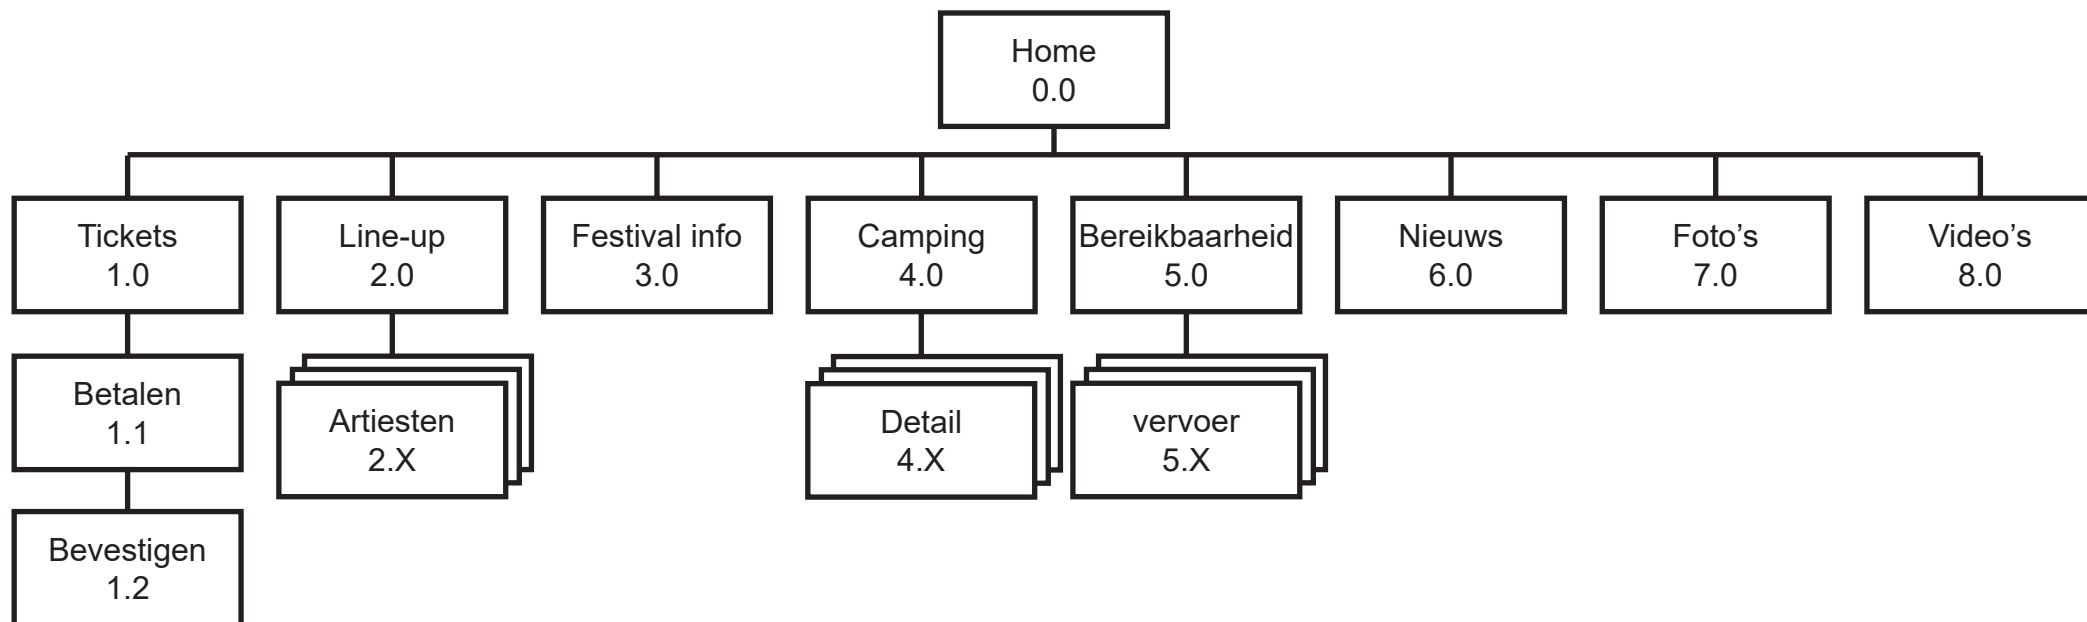 Home
0.0
Tickets
1.0
Line-up
2.0
Festival info
3.0
Camping
4.0
Bereikbaarheid
5.0
Nieuws
6.0
Foto’s
7.0
Video’s
8.0
Betalen
1.1
Artiesten
2.X
Detail
4.X
vervoer
5.X
Bevestigen
1.2